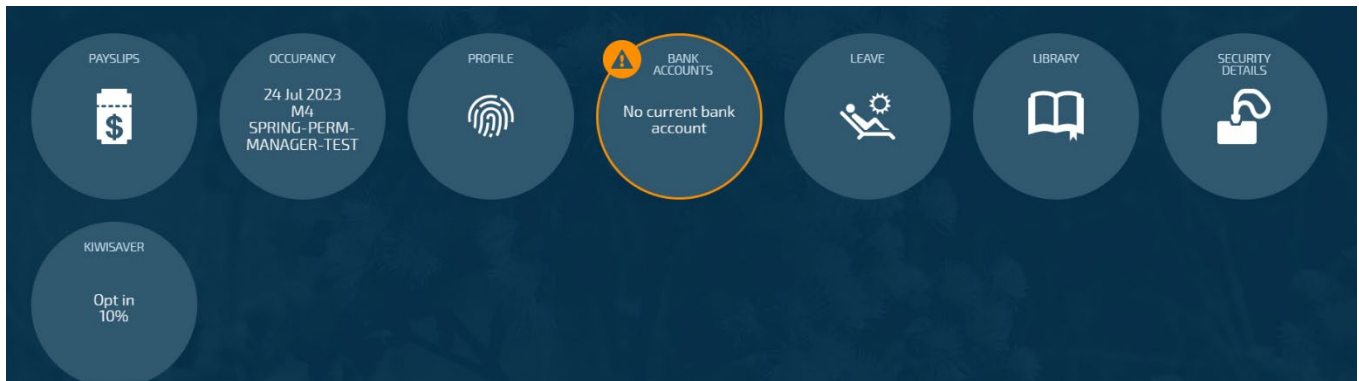 PAYSLIPS
$
OCCUPANCY
24 Jul 2023
M4
SPRING-PERM-
MANAGER-TEST
PROFILE
BANK
ACCOUNTS
No current bank
account
LEAVE
LIBRARY
SECURITY
DETAILS
KIWISAVER
Opt in
10%